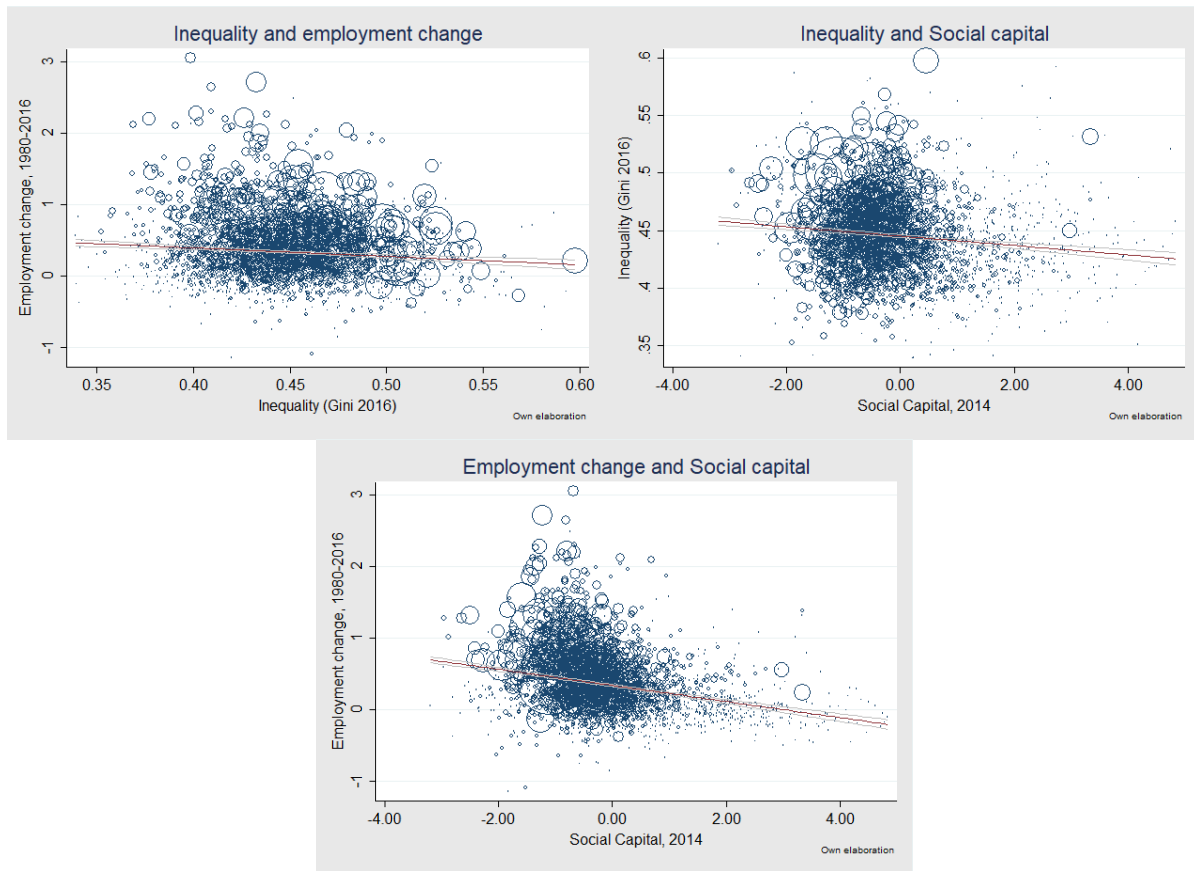 Inequality and employment change
Employment change, 1980-2016
3
2
1
0
-1
0.35 0.40 0.45 0.50 0.55 0.60
Inequality (Gini 2016)
Own elaboration
Inequality and Social capital
Inequality (Gini 2016)
.6
.55
.5
.45
.4
.35
-4.00 -2.00 0.00 2.00 4.00
Social Capital, 2014
Own elaboration
Employment change and Social capital
Employment change, 1980-2016
3
2
1
0
-1
-4.00 -2.00 0.00 2.00 4.00
Social Capital, 2014
Own elaboration